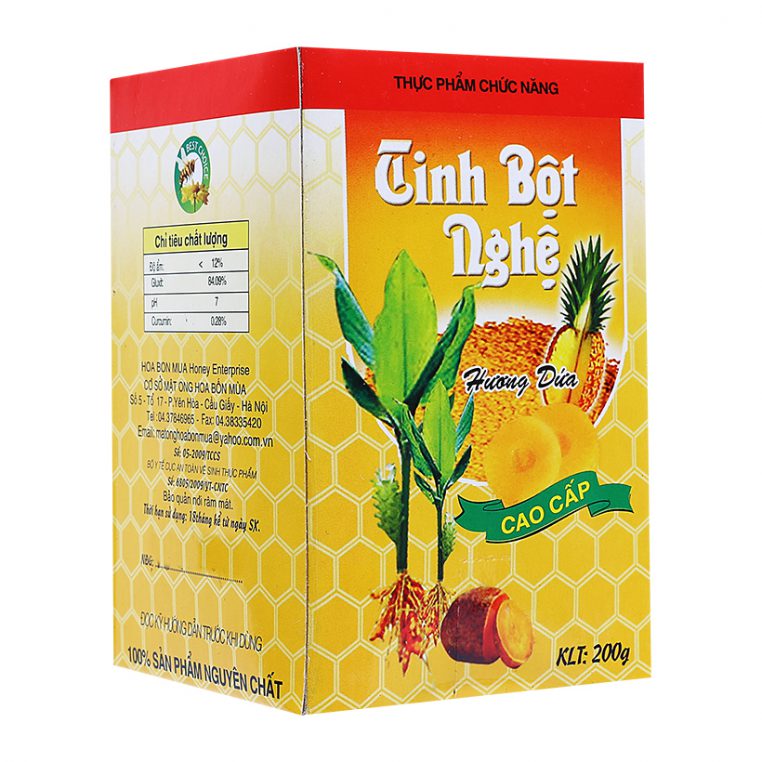 THỰC PHẨM CHỨC NĂNG
Tinh Bột
Nghệ
Hương Dứa
CAO CẤP
KLT: 200g
BEST CHOICE
Chỉ tiêu chất lượng
Độ ẩm: < 12%
Gluxt: 84.09%
pH 7
Curcumin: 0.28%
HOA BON MUA Honey Enterprise
CƠ SỞ MẬT ONG HOA BỐN MÙA
Số 5 - Tổ 17 - P.Yên Hòa - Cầu Giấy - Hà Nội
Tel :04.37846965 - Fax: 04.38335420
Email: matonghoabonmua@yahoo.com.vn
Số: 05-2009/TCCS
BỘ Y TẾ CỤC AN TOÀN VỆ SINH THỰC PHẨM
Số: 6805/2009/YT-CNTC
Bảo quản nơi râm mát.
Thời hạn sử dụng: 18tháng kể từ ngày SX.
ĐỌC KỸ HƯỚNG DẪN TRƯỚC KHI DÙNG
100% SẢN PHẨM NGUYÊN CHẤT